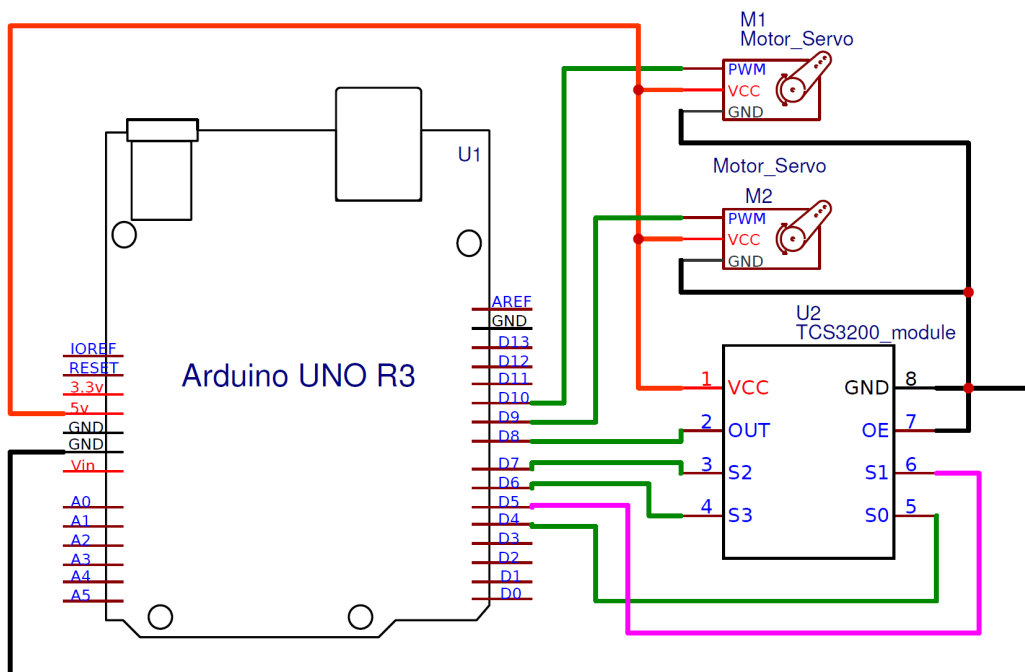 M1
Motor_Servo
PWM
VCC
GND
Motor_Servo
M2
PWM
VCC
GND
U1
Arduino UNO R3
IOREF
RESET
3.3v
5v
GND
GND
Vin
A0
A1
A2
A3
A4
A5
AREF
GND
D13
D12
D11
D10
D9
D8
D7
D6
D5
D4
D3
D2
D1
D0
U2
TCS3200_module
1 VCC GND 8
2 OUT OE 7
3 S2 S1 6
4 S3 S0 5